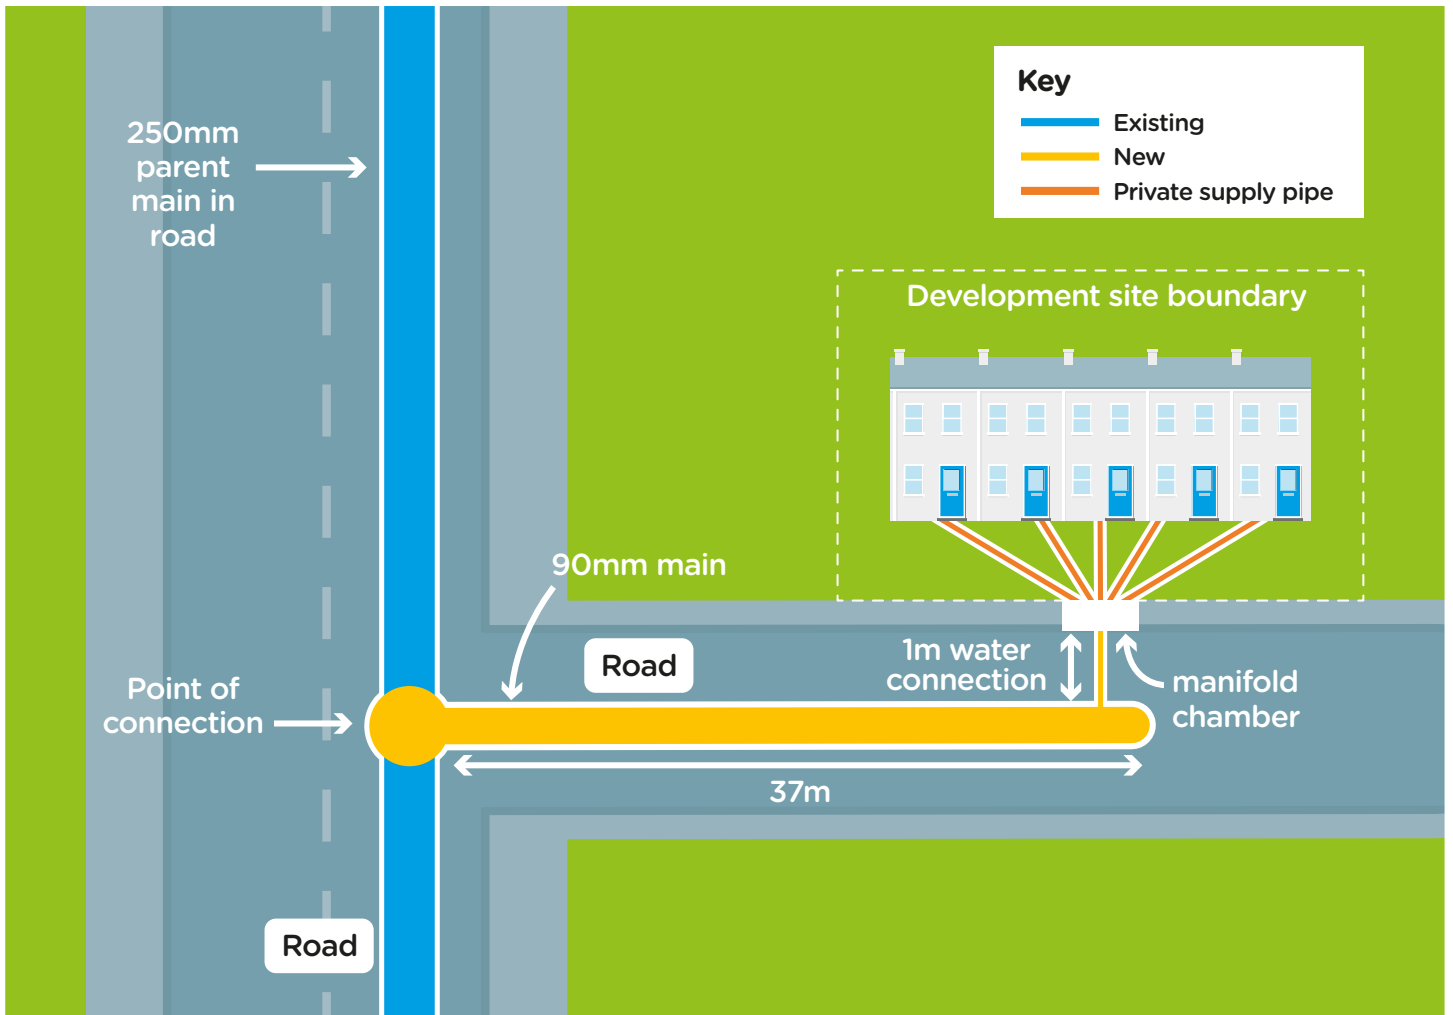 Key
Existing
New
Private supply pipe
250mm
parent
main in
road
Development site boundary
90mm main
Road
1m water
connection
manifold
chamber
Point of
connection
37m
Road